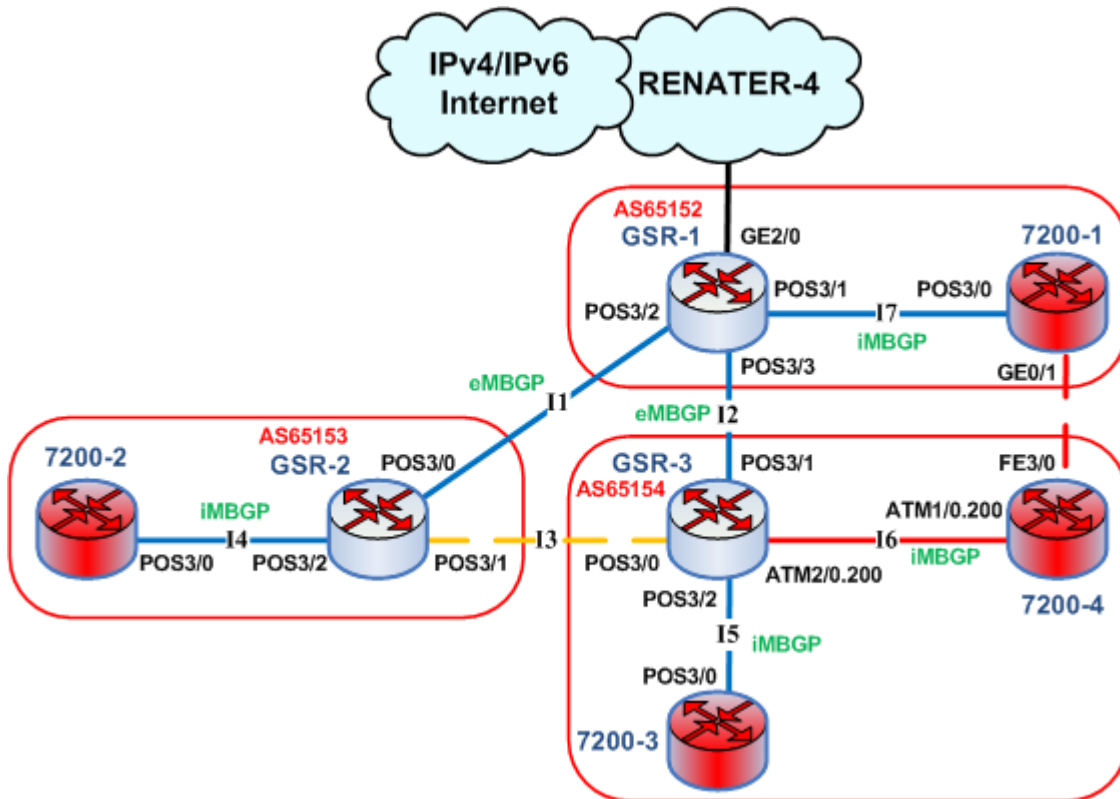 IPv4/IPv6
Internet
RENATER-4
AS65152
GSR-1
GE2/0
7200-1
POS3/2
POS3/1
POS3/0
I7
iMBGP
POS3/3
GE0/1
eMBGP
I1
eMBGP
I2
AS65153
7200-2
GSR-2
POS3/0
iMBGP
I4
POS3/0
POS3/2
POS3/1
I3
GSR-3
POS3/1
FE3/0
AS65154
ATM1/0.200
I6
iMBGP
POS3/0
ATM2/0.200
7200-4
POS3/2
I5
iMBGP
POS3/0
7200-3